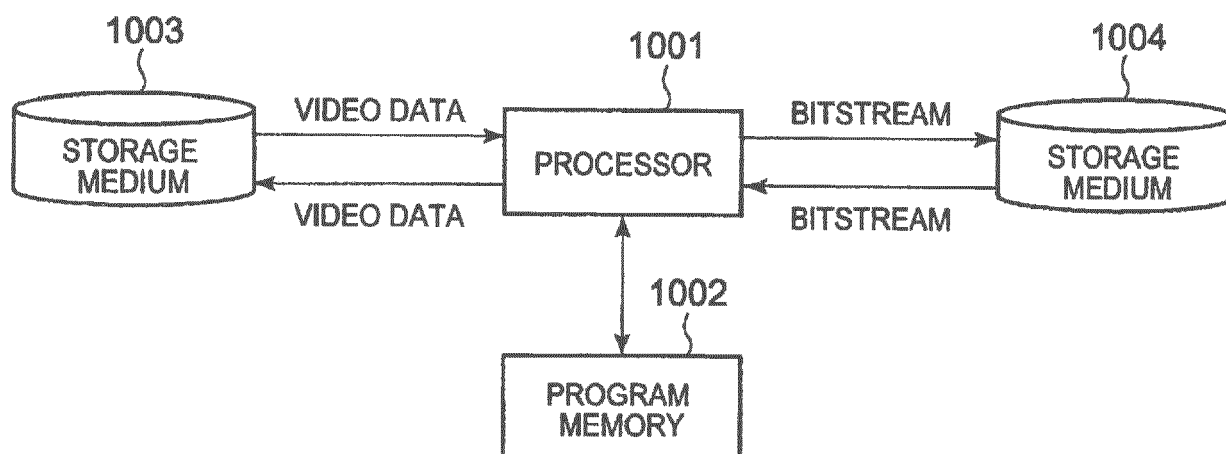 1003
1001
1004
VIDEO DATA
BITSTREAM
STORAGE
MEDIUM
PROCESSOR
STORAGE
MEDIUM
VIDEO DATA
BITSTREAM
1002
PROGRAM
MEMORY